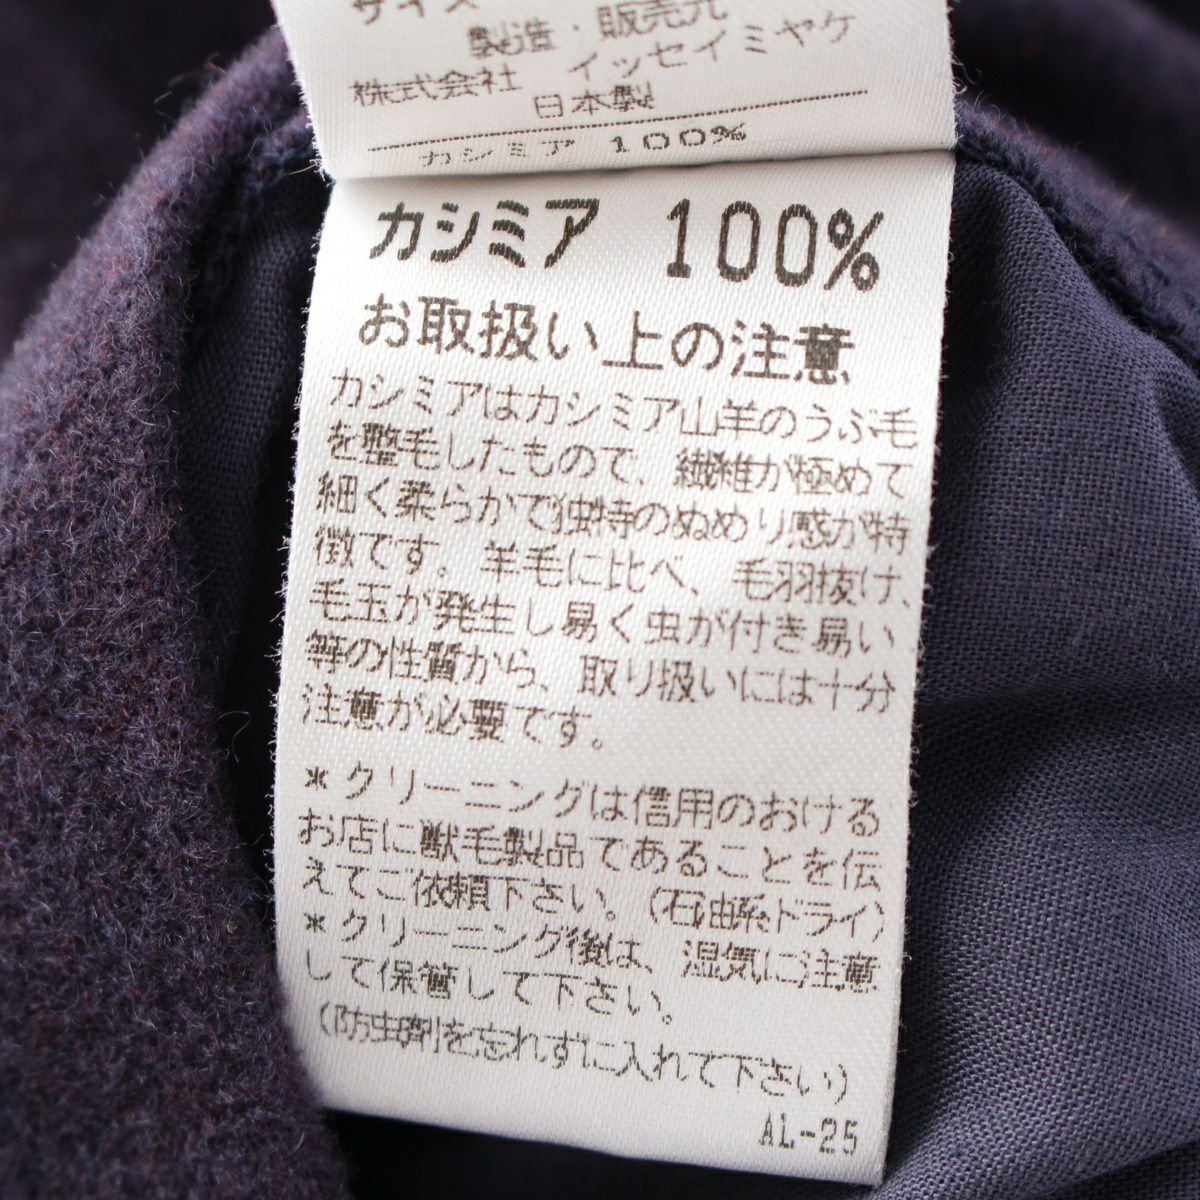 サイズ
製造・販売元
株式会社 イッセイミヤケ
日本製
カシミア 100%
カシミア 100%
お取扱い上の注意
カシミアはカシミア山羊のうぶ毛
を整毛したもので、繊維が極めて
細く柔らかで独特のぬめり感が特
徴です。羊毛に比べ、毛羽抜け、
毛玉が発生し易く虫が付き易い
等の性質から、取り扱いには十分
注意が必要です。
*クリーニングは信用のおける
お店に獣毛製品であることを伝
えてご依頼下さい。(石油系ドライ)
*クリーニング後は、湿気に注意
して保管して下さい。
(防虫剤を忘れずに入れて下さい)
AL-25